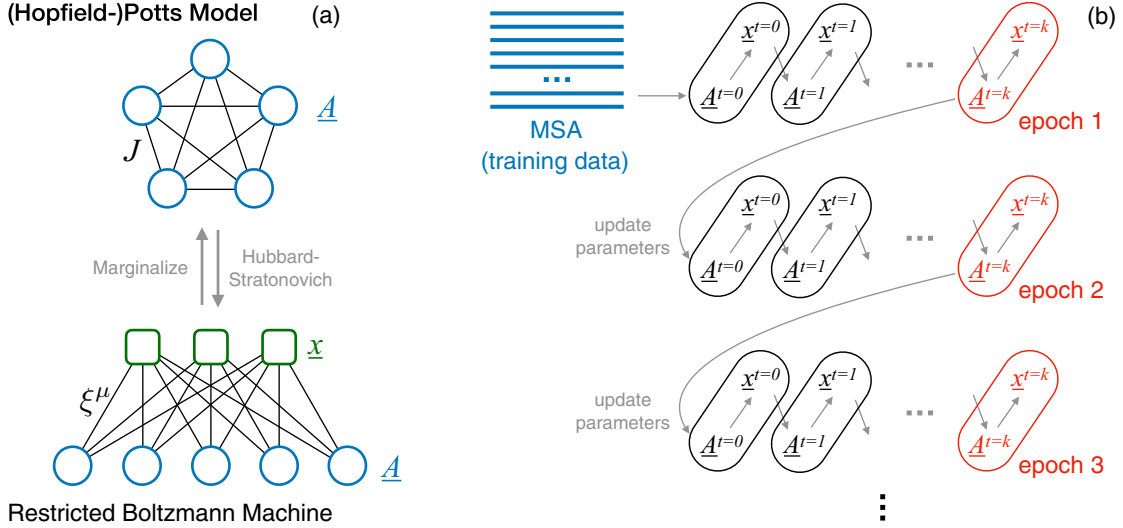 (Hopfield-)Potts Model
(a)
A
J
Marginalize
Hubbard-
Stratonovich
x
ξ^μ
A
Restricted Boltzmann Machine
(b)
...
MSA
(training data)
x^{t=0} x^{t=1} ... x^{t=k}
A^{t=0} A^{t=1} A^{t=k}
epoch 1
update
parameters
x^{t=0} x^{t=1} ... x^{t=k}
A^{t=0} A^{t=1} A^{t=k}
epoch 2
update
parameters
x^{t=0} x^{t=1} ... x^{t=k}
A^{t=0} A^{t=1} A^{t=k}
epoch 3